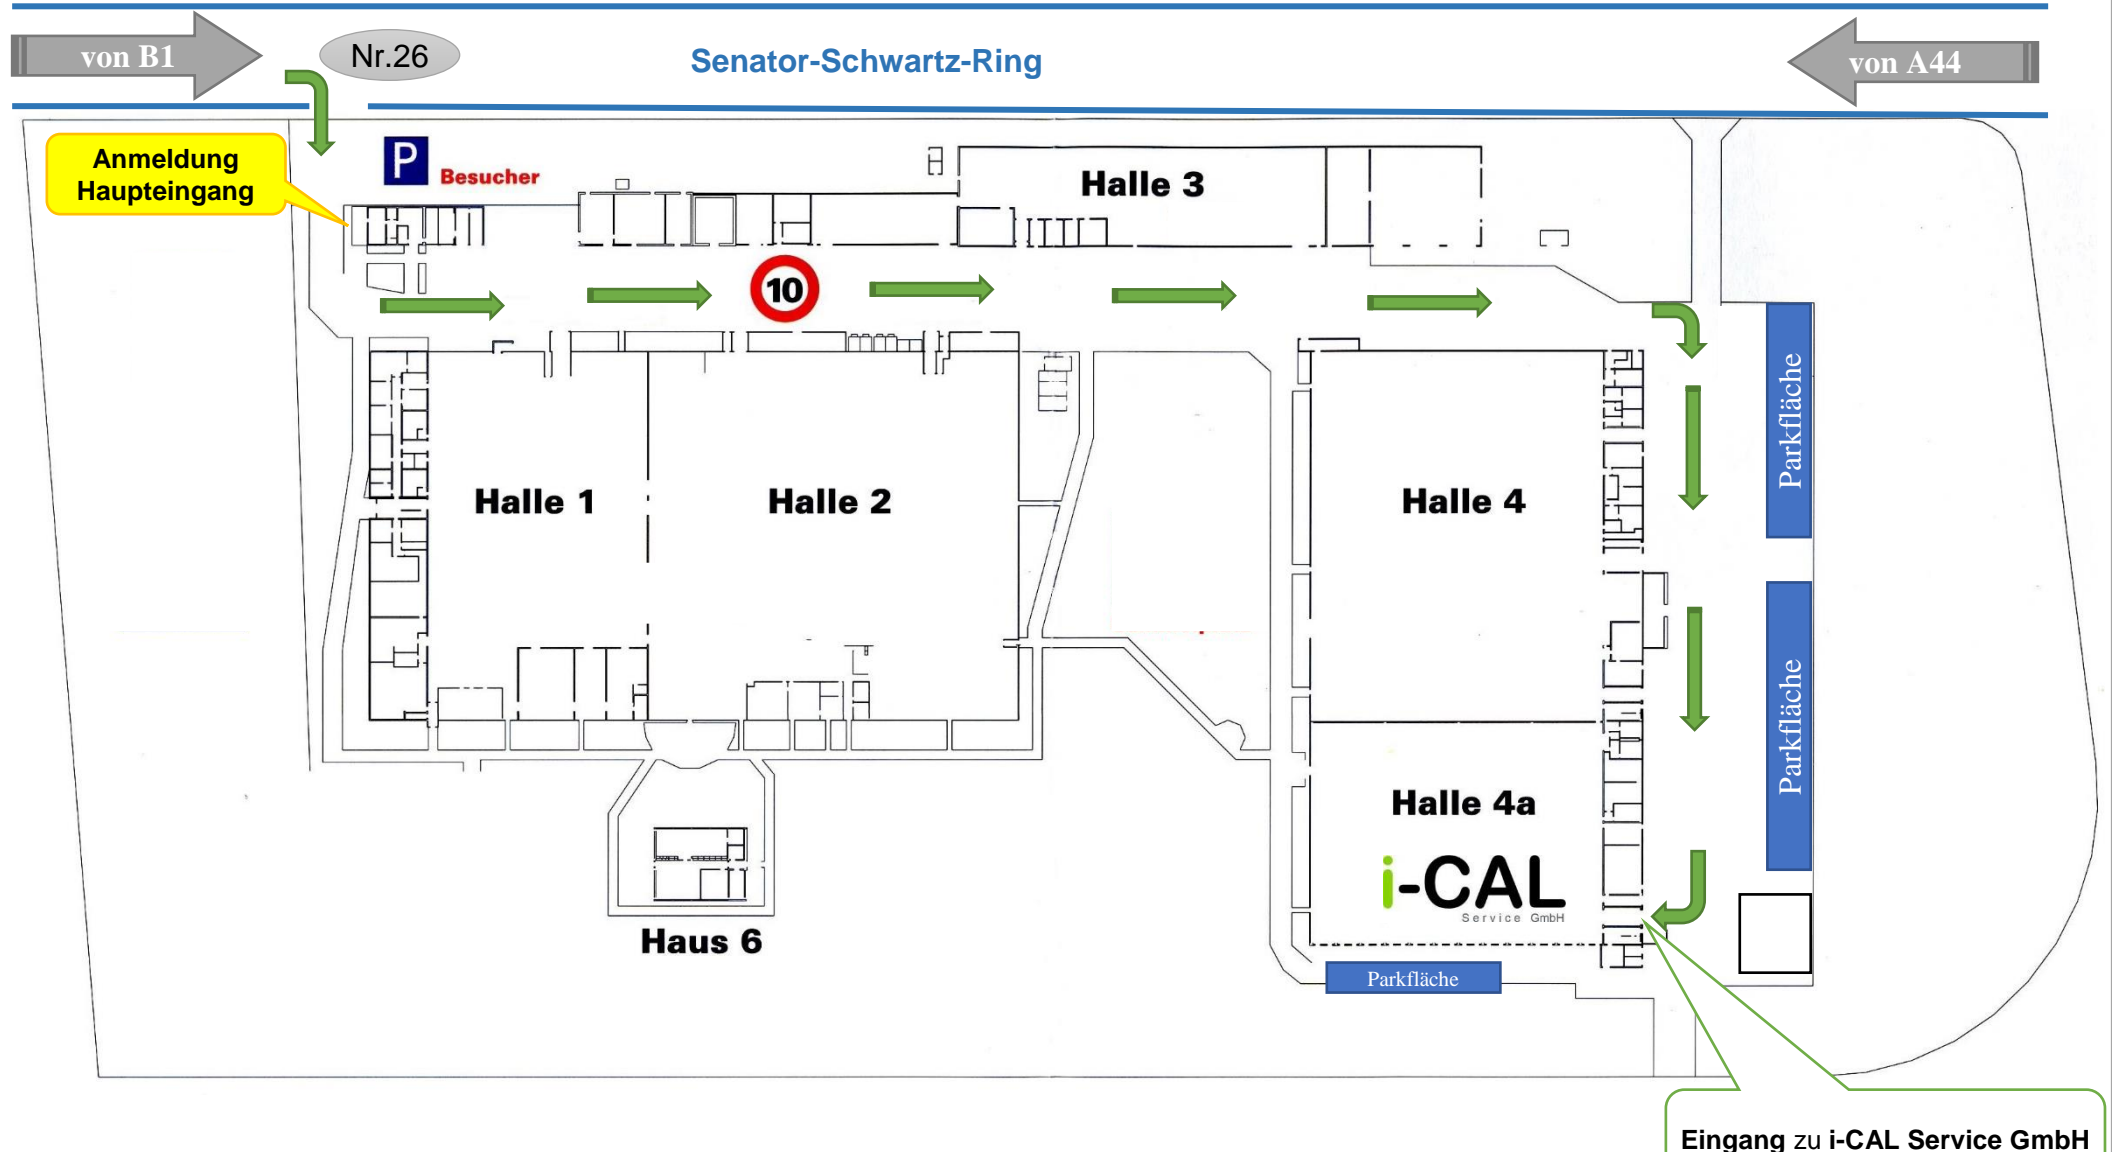 von B1
Nr.26
Senator-Schwartz-Ring
von A44
Anmeldung
Haupteingang
P
Besucher
Halle 3
10
Parkfläche
Halle 1
Halle 2
Halle 4
Parkfläche
Halle 4a
i-CAL
Service GmbH
Haus 6
Parkfläche
Eingang zu i-CAL Service GmbH